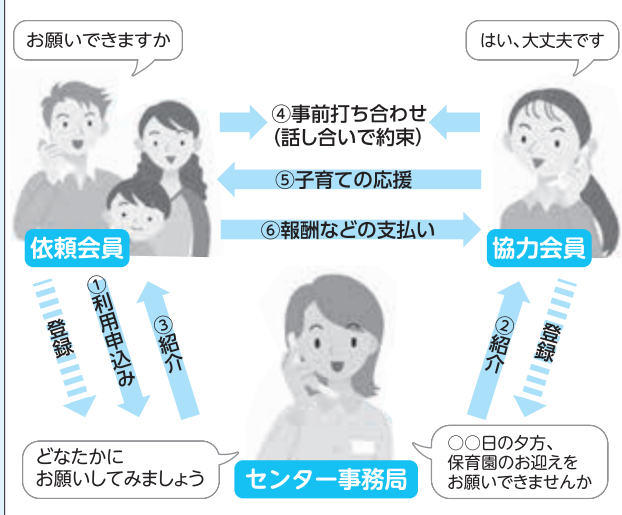 お願いできますか
はい、大丈夫です
④事前打ち合わせ
（話し合いで約束）
⑤子育ての応援
⑥報酬などの支払い
依頼会員
協力会員
登録
①利用申込み
③紹介
②紹介
登録
どなたかに
お願いしてみましょう
センター事務局
○○日の夕方、
保育園のお迎えを
お願いできませんか